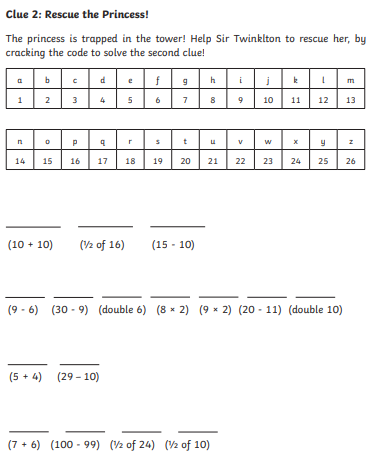 Clue 2: Rescue the Princess!
The princess is trapped in the tower! Help Sir Twinklton to rescue her, by
cracking the code to solve the second clue!
a b c d e f g h i j k l m
1 2 3 4 5 6 7 8 9 10 11 12 13
n o p q r s t u v w x y z
14 15 16 17 18 19 20 21 22 23 24 25 26
(10 + 10) (½ of 16) (15 - 10)
(9 - 6) (30 - 9) (double 6) (8 × 2) (9 × 2) (20 - 11) (double 10)
(5 + 4) (29 – 10)
(7 + 6) (100 - 99) (½ of 24) (½ of 10)